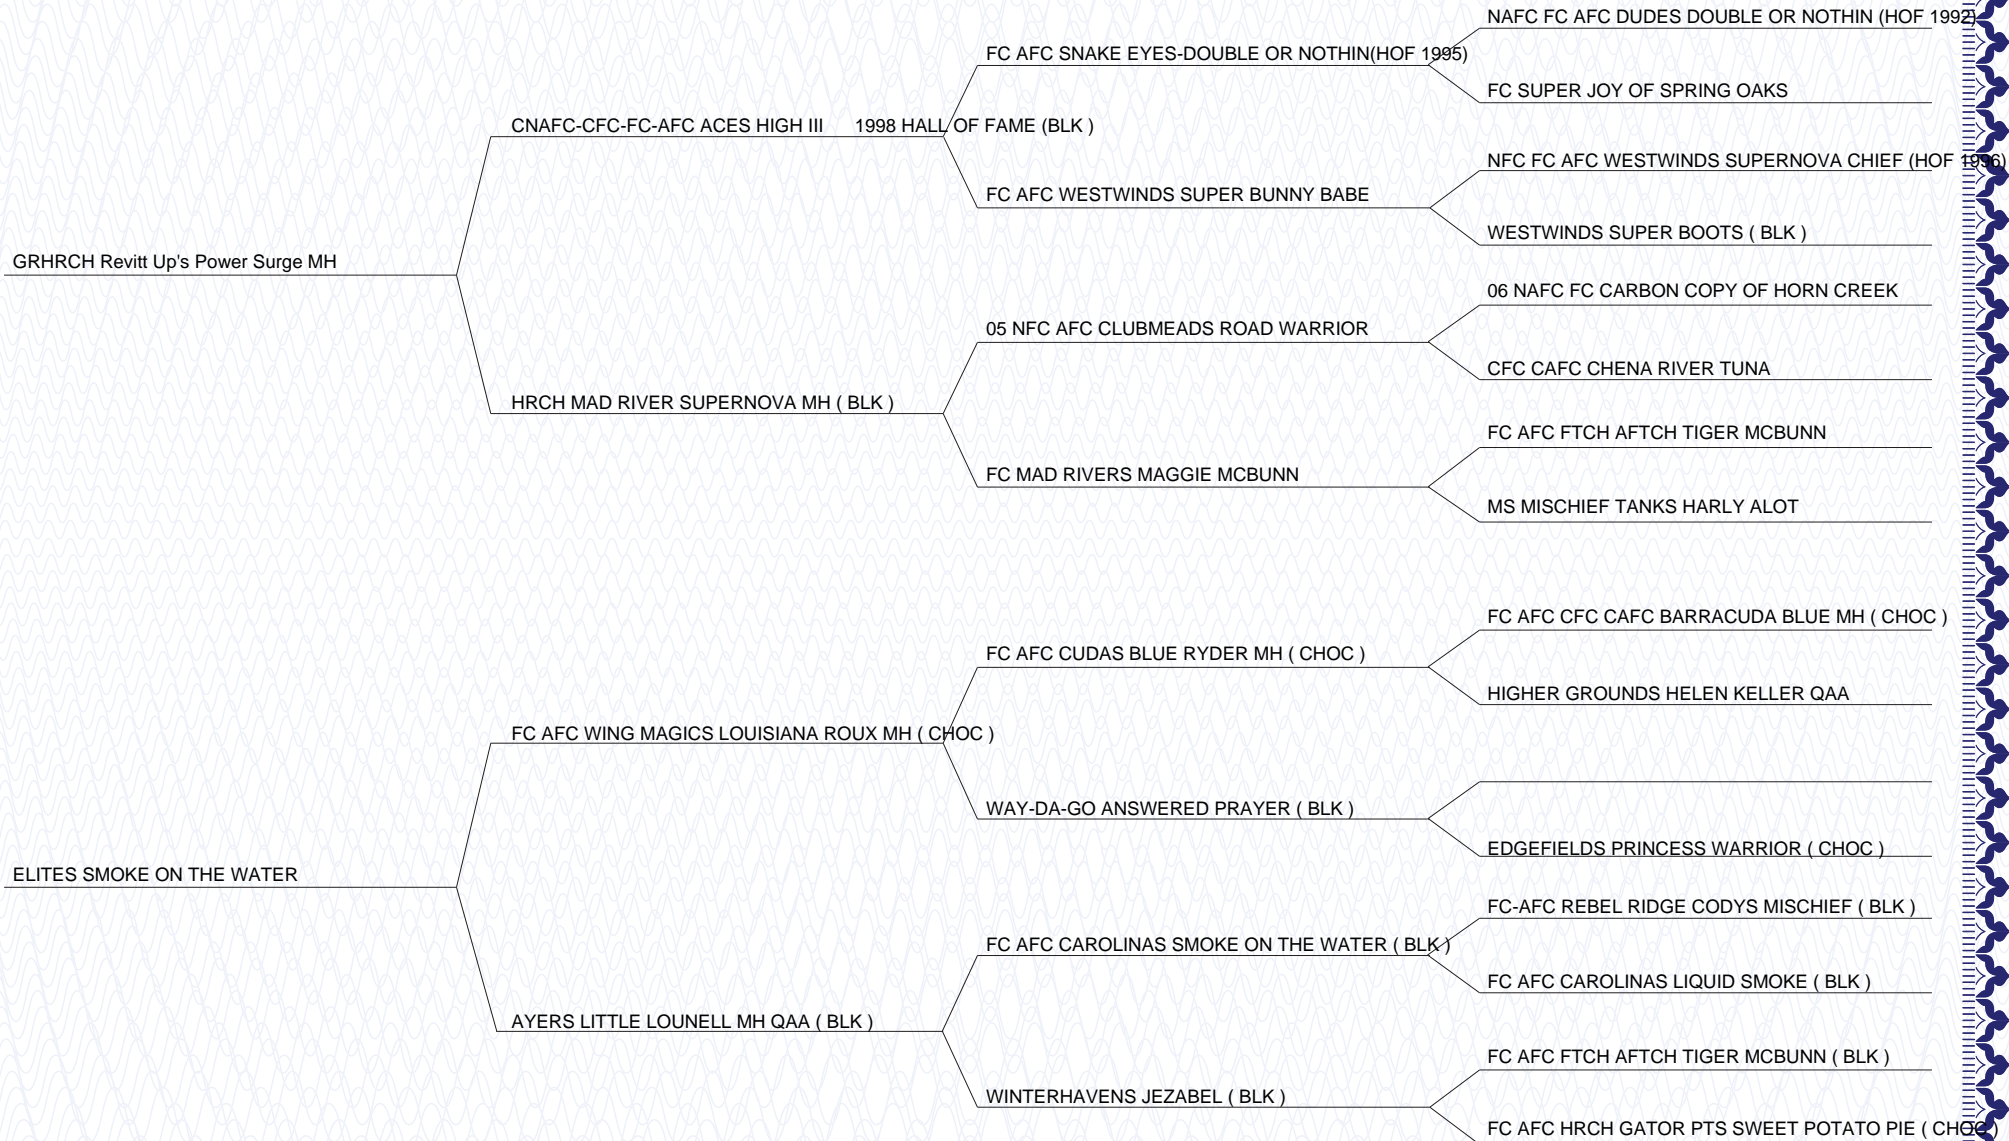 NAFC FC AFC DUDES DOUBLE OR NOTHIN (HOF 1992)
FC AFC SNAKE EYES-DOUBLE OR NOTHIN(HOF 1995)
FC SUPER JOY OF SPRING OAKS
CNAFC-CFC-FC-AFC ACES HIGH III 1998 HALL OF FAME (BLK )
NFC FC AFC WESTWINDS SUPERNOVA CHIEF (HOF 1996)
FC AFC WESTWINDS SUPER BUNNY BABE
WESTWINDS SUPER BOOTS ( BLK )
GRHRCH Revitt Up's Power Surge MH
06 NAFC FC CARBON COPY OF HORN CREEK
05 NFC AFC CLUBMEADS ROAD WARRIOR
CFC CAFC CHENA RIVER TUNA
HRCH MAD RIVER SUPERNOVA MH ( BLK )
FC AFC FTCH AFTCH TIGER MCBUNN
FC MAD RIVERS MAGGIE MCBUNN
MS MISCHIEF TANKS HARLY ALOT
FC AFC CFC CAFC BARRACUDA BLUE MH ( CHOC )
FC AFC CUDAS BLUE RYDER MH ( CHOC )
HIGHER GROUNDS HELEN KELLER QAA
FC AFC WING MAGICS LOUISIANA ROUX MH ( CHOC )
WAY-DA-GO ANSWERED PRAYER ( BLK )
EDGEFIELDS PRINCESS WARRIOR ( CHOC )
ELITES SMOKE ON THE WATER
FC-AFC REBEL RIDGE CODYS MISCHIEF ( BLK )
FC AFC CAROLINAS SMOKE ON THE WATER ( BLK )
FC AFC CAROLINAS LIQUID SMOKE ( BLK )
AYERS LITTLE LOUNELL MH QAA ( BLK )
FC AFC FTCH AFTCH TIGER MCBUNN ( BLK )
WINTERHAVENS JEZABEL ( BLK )
FC AFC HRCH GATOR PTS SWEET POTATO PIE ( CHOC )